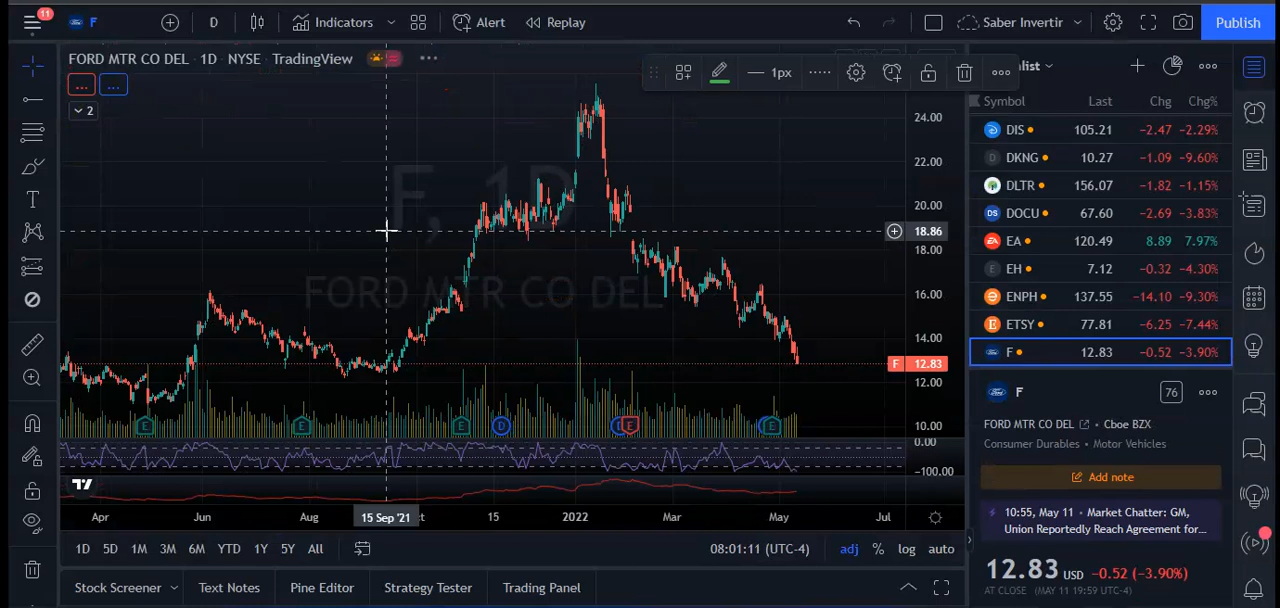 11
F
D
Indicators
Alert
Replay
Saber Invertir
Publish
FORD MTR CO DEL · 1D · NYSE · TradingView
...
...
2
1px
F, 1D
FORD MTR CO DEL
24.00
22.00
20.00
18.86
18.00
16.00
14.00
F 12.83
12.00
10.00
0.00
−100.00
E
E
E
D
E
E
Apr
Jun
Aug
15 Sep '21
15
2022
Mar
May
Jul
1D 5D 1M 3M 6M YTD 1Y 5Y All
08:01:11 (UTC-4)
adj % log auto
Stock Screener
Text Notes
Pine Editor
Strategy Tester
Trading Panel
Symbol Last Chg Chg%
DIS 105.21 −2.47 −2.29%
D DKNG 10.27 −1.09 −9.60%
DLTR 156.07 −1.82 −1.15%
DS DOCU 67.60 −2.69 −3.83%
EA EA 120.49 8.89 7.97%
E EH 7.12 −0.32 −4.30%
ENPH 137.55 −14.10 −9.30%
E ETSY 77.81 −6.25 −7.44%
F 12.83 −0.52 −3.90%
F
76
FORD MTR CO DEL · Cboe BZX
Consumer Durables · Motor Vehicles
Add note
10:55, May 11 · Market Chatter: GM,
Union Reportedly Reach Agreement for...
12.83 USD −0.52 (−3.90%)
AT CLOSE (MAY 11 19:59 UTC-4)